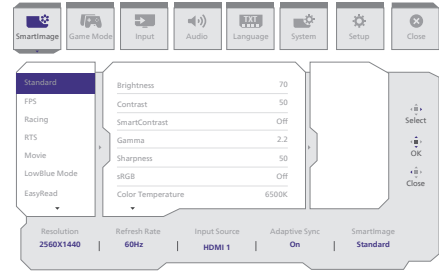 TXT
SmartImage Game Mode Input Audio Language System Setup Close
Standard
FPS
Racing
RTS
Movie
LowBlue Mode
EasyRead
Brightness 70
Contrast 50
SmartContrast Off
Gamma 2.2
Sharpness 50
sRGB Off
Color Temperature 6500K
Select
OK
Close
Resolution Refresh Rate Input Source Adaptive Sync SmartImage
2560X1440 | 60Hz | HDMI 1 | On | Standard